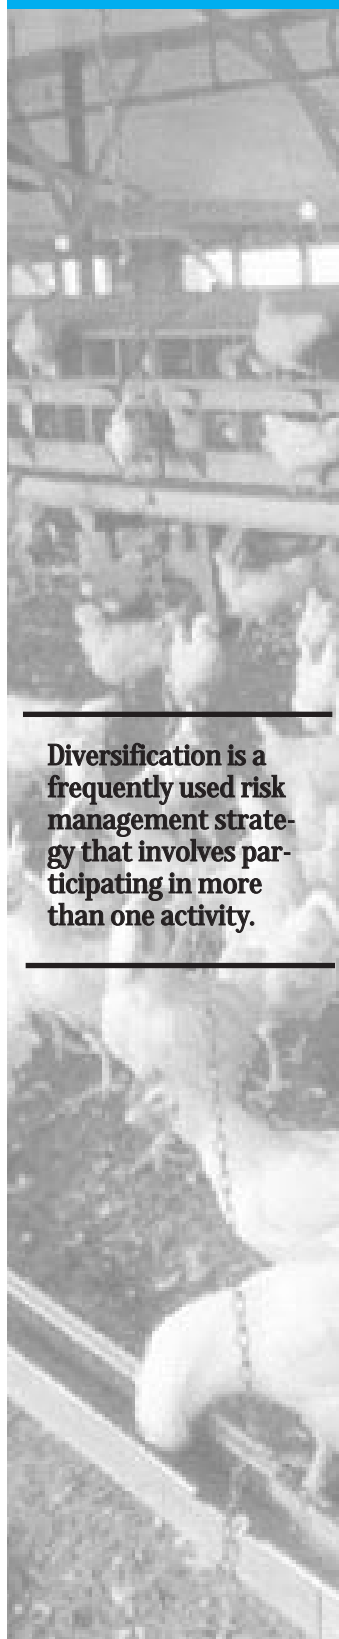 Diversification is a
frequently used risk
management strate-
gy that involves par-
ticipating in more
than one activity.